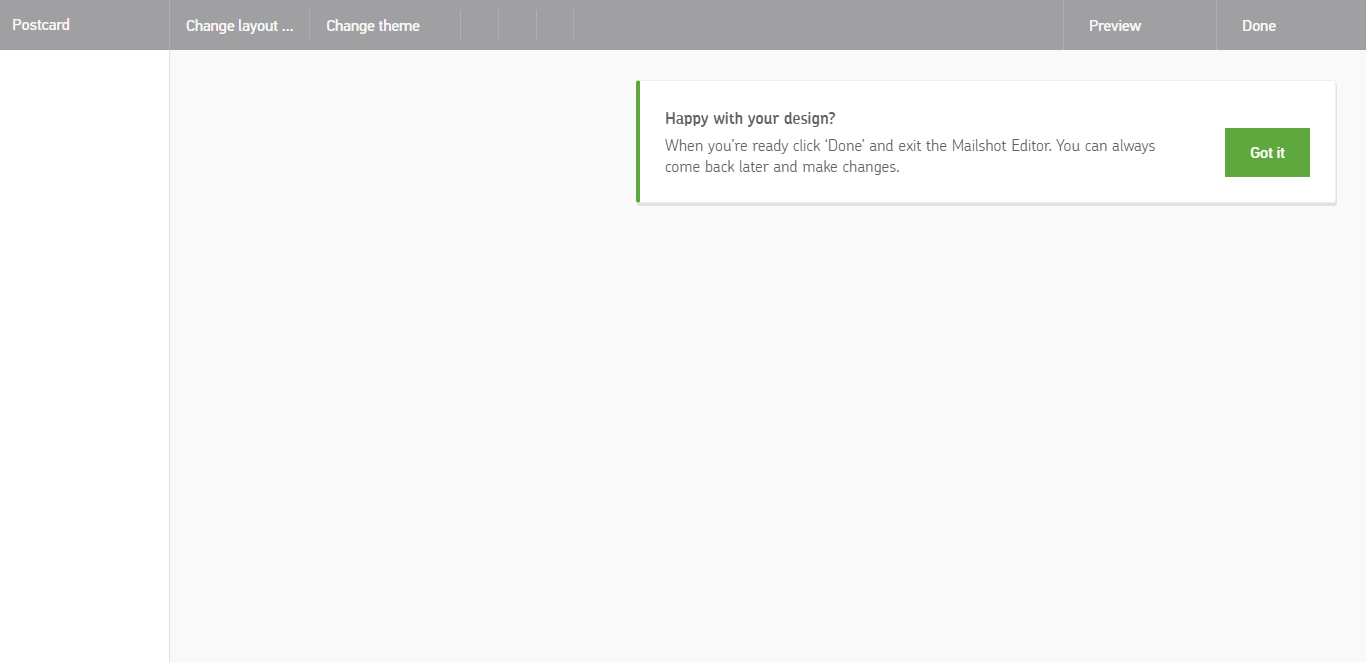 Postcard
Change layout ...
Change theme
Preview
Done
Happy with your design?
When you're ready click 'Done' and exit the Mailshot Editor. You can always
come back later and make changes.
Got it